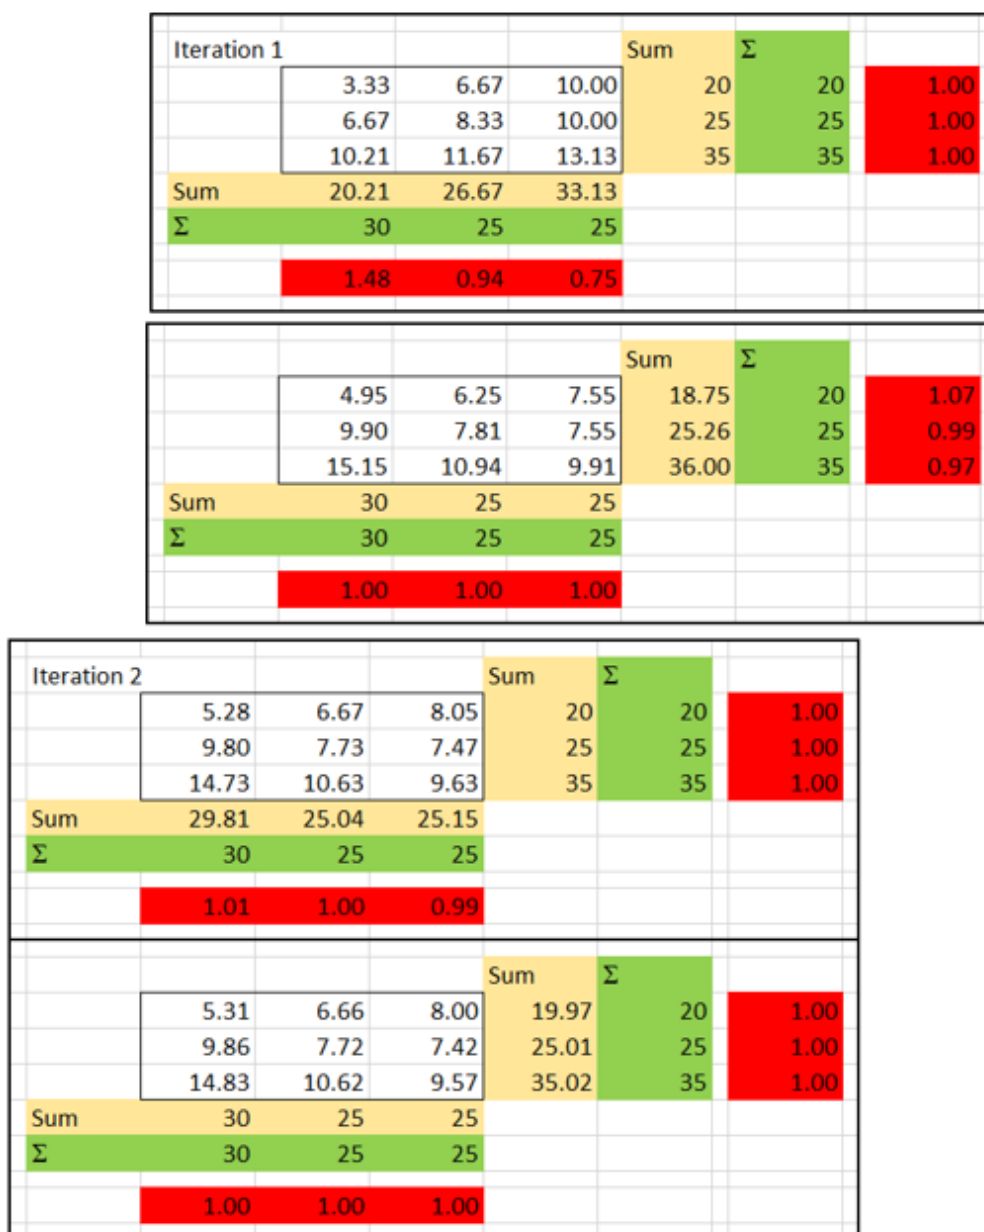 Iteration 1 Sum Σ
3.33 6.67 10.00 20 20 1.00
6.67 8.33 10.00 25 25 1.00
10.21 11.67 13.13 35 35 1.00
Sum 20.21 26.67 33.13
Σ 30 25 25
1.48 0.94 0.75
Sum Σ
4.95 6.25 7.55 18.75 20 1.07
9.90 7.81 7.55 25.26 25 0.99
15.15 10.94 9.91 36.00 35 0.97
Sum 30 25 25
Σ 30 25 25
1.00 1.00 1.00
Iteration 2 Sum Σ
5.28 6.67 8.05 20 20 1.00
9.80 7.73 7.47 25 25 1.00
14.73 10.63 9.63 35 35 1.00
Sum 29.81 25.04 25.15
Σ 30 25 25
1.01 1.00 0.99
Sum Σ
5.31 6.66 8.00 19.97 20 1.00
9.86 7.72 7.42 25.01 25 1.00
14.83 10.62 9.57 35.02 35 1.00
Sum 30 25 25
Σ 30 25 25
1.00 1.00 1.00